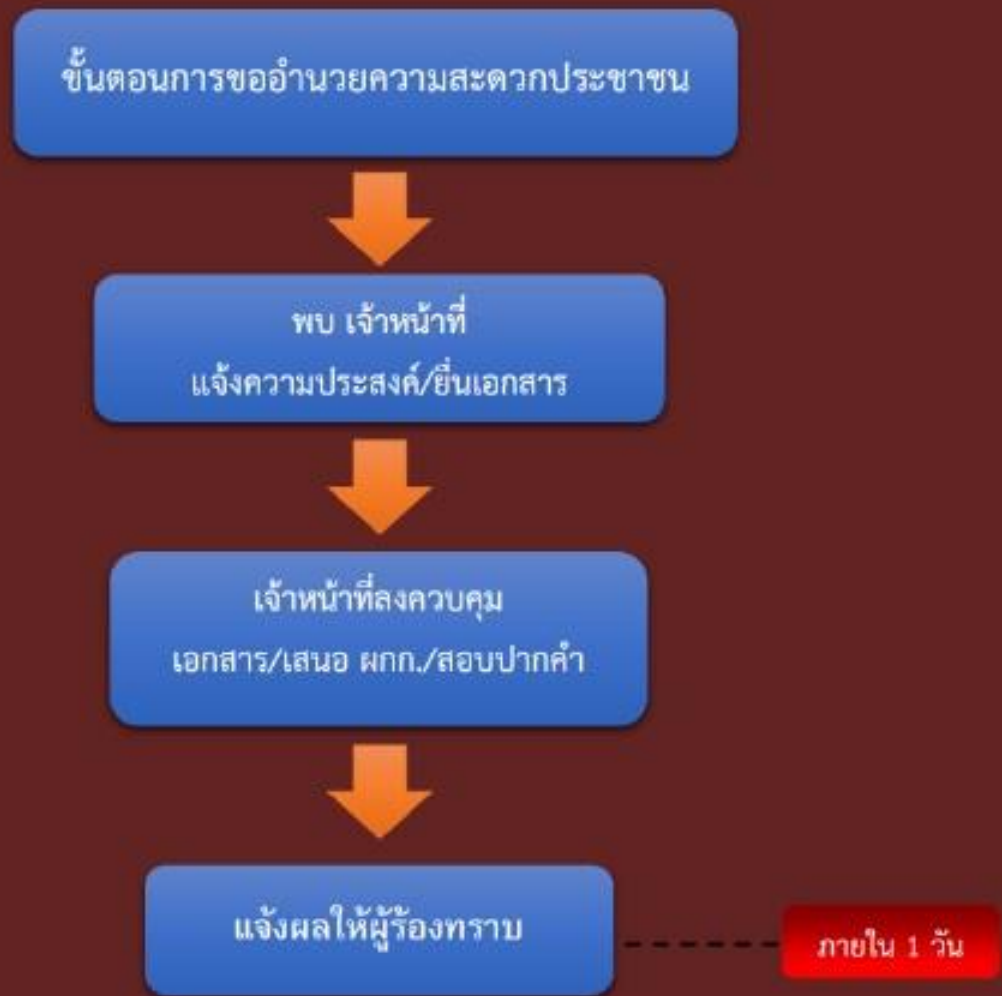 ขั้นตอนการขออำนวยความสะดวกประชาชน
พบ เจ้าหน้าที่
แจ้งความประสงค์/ยื่นเอกสาร
เจ้าหน้าที่ลงควบคุม
เอกสาร/เสนอ ผกก./สอบปากคำ
แจ้งผลให้ผู้ร้องทราบ
ภายใน 1 วัน